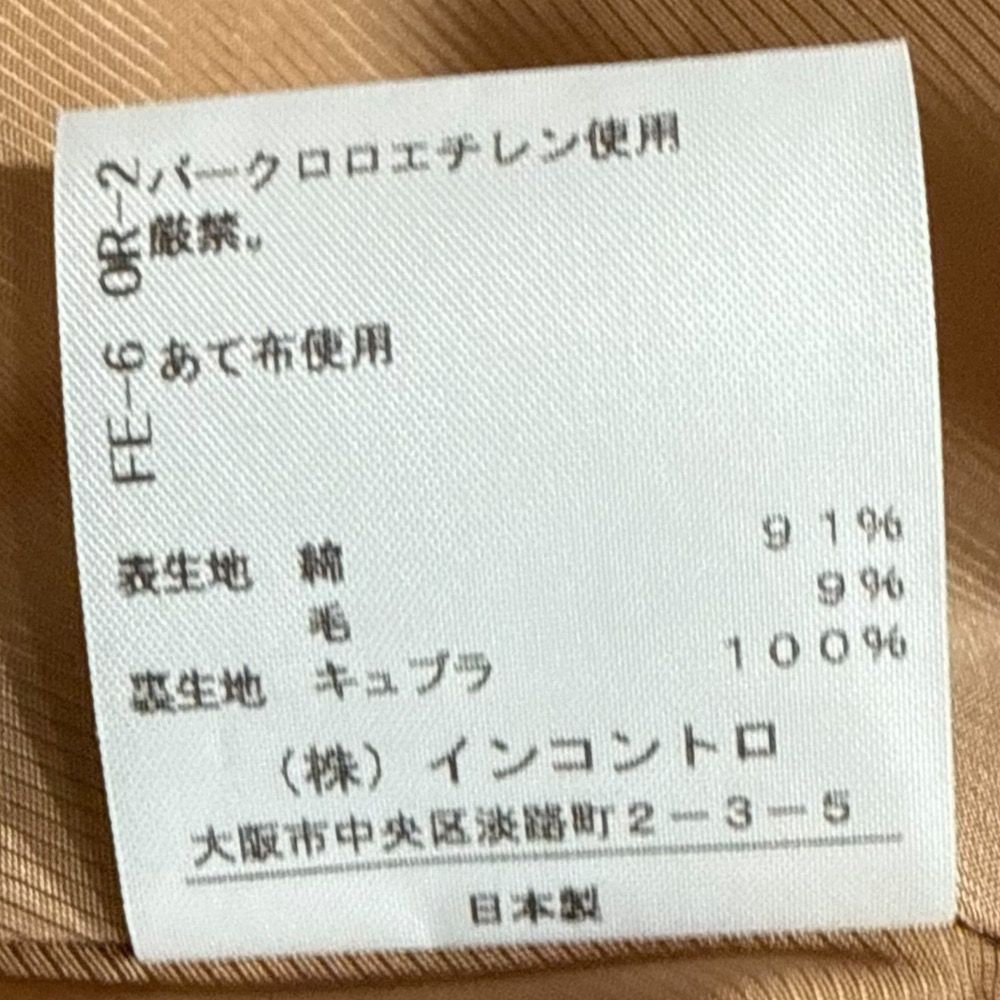 OR-2
パークロロエチレン使用
厳禁。
FE-6
あて布使用
表生地 綿 91%
毛 9%
裏生地 キュプラ 100%
(株) インコントロ
大阪市中央区淡路町2-3-5
日本製